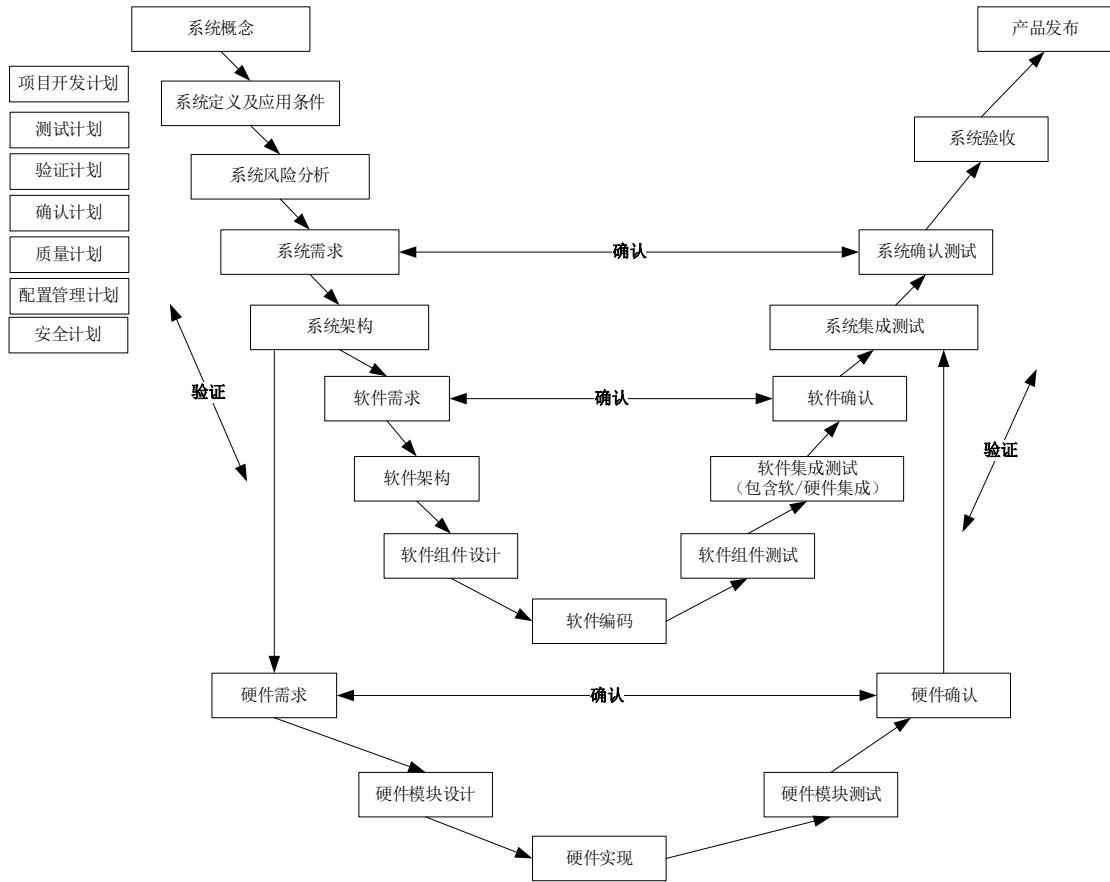 系统概念
产品发布
项目开发计划
系统定义及应用条件
测试计划
系统验收
验证计划
系统风险分析
确认计划
系统需求
确认
系统确认测试
质量计划
配置管理计划
系统架构
系统集成测试
安全计划
验证
软件需求
确认
软件确认
验证
软件架构
软件集成测试
（包含软/硬件集成）
软件组件设计
软件组件测试
软件编码
硬件需求
确认
硬件确认
硬件模块设计
硬件模块测试
硬件实现